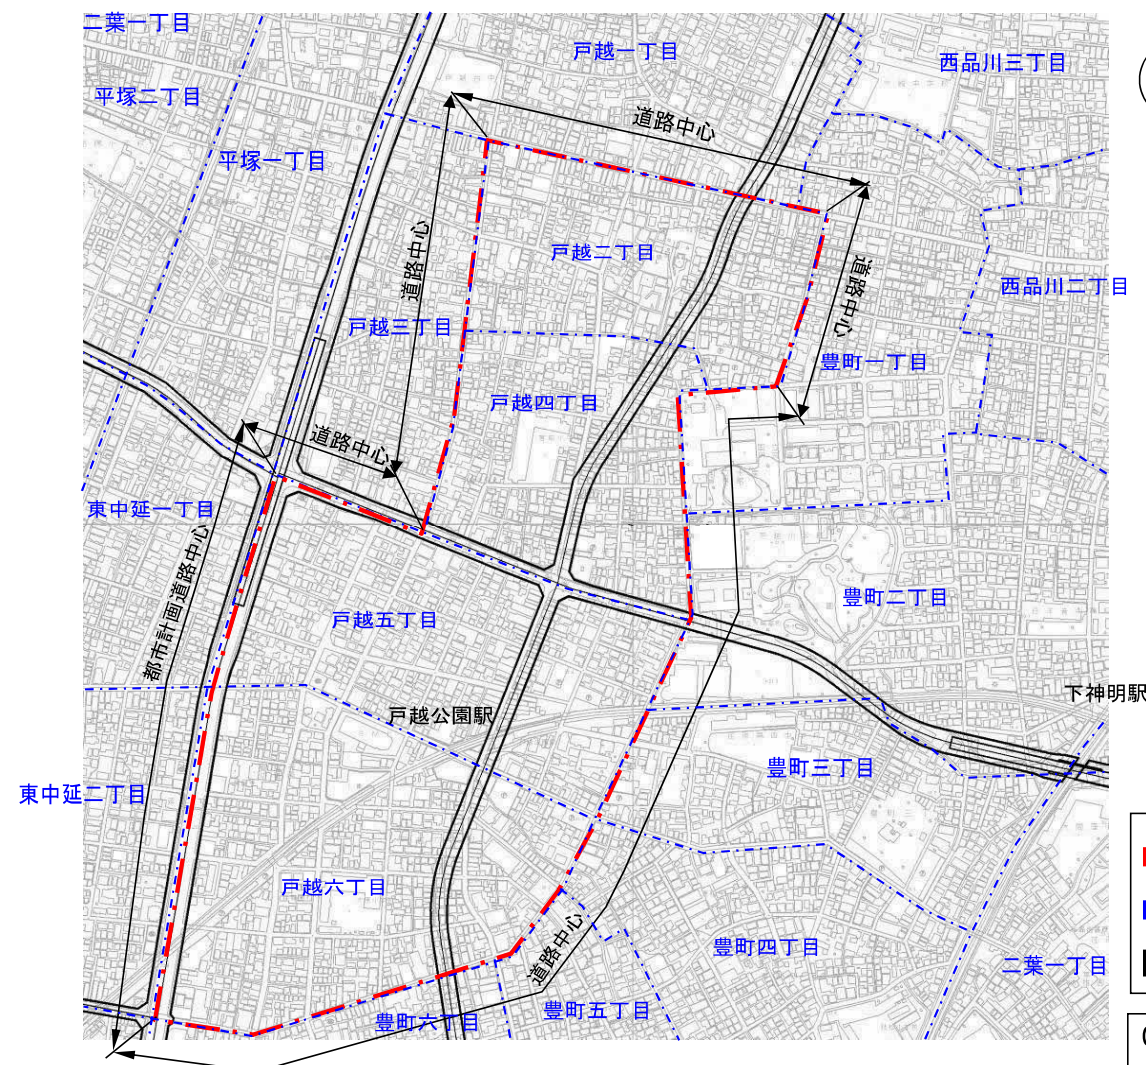 二葉一丁目
戸越一丁目
西品川三丁目
平塚二丁目
道路中心
平塚一丁目
道路中心
戸越二丁目
道路中心
西品川二丁目
戸越三丁目
豊町一丁目
戸越四丁目
道路中心
東中延一丁目
都市計画道路中心
豊町二丁目
戸越五丁目
下神明駅
戸越公園駅
豊町三丁目
東中延二丁目
戸越六丁目
道路中心
豊町四丁目
二葉一丁目
豊町五丁目
豊町六丁目